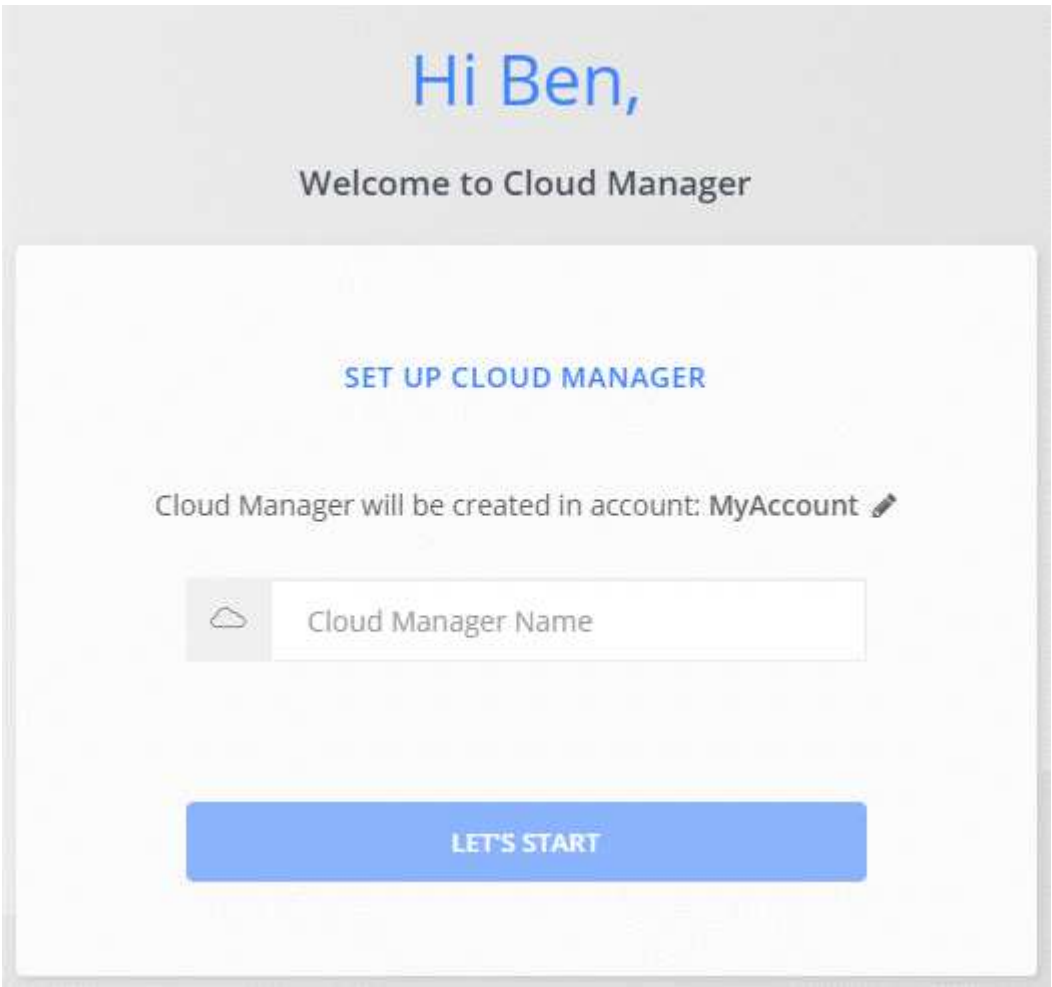 Hi Ben,
Welcome to Cloud Manager
SET UP CLOUD MANAGER
Cloud Manager will be created in account: MyAccount
Cloud Manager Name
LET'S START